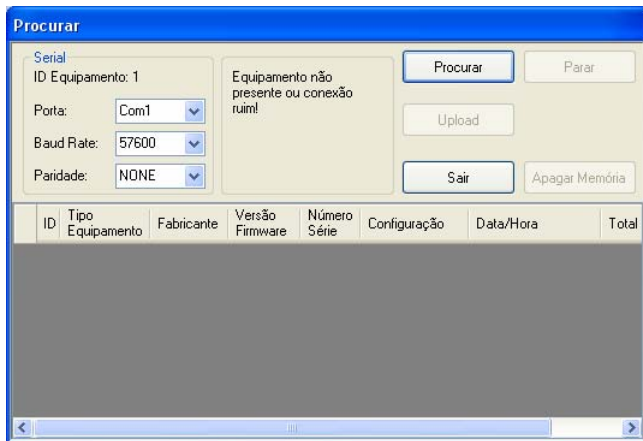 Procurar
Serial
ID Equipamento: 1
Porta: Com1
Baud Rate: 57600
Paridade: NONE
Equipamento não
presente ou conexão
ruim!
Procurar Parar
Upload
Sair Apagar Memória
ID Tipo Equipamento Fabricante Versão Firmware Número Série Configuração Data/Hora Total